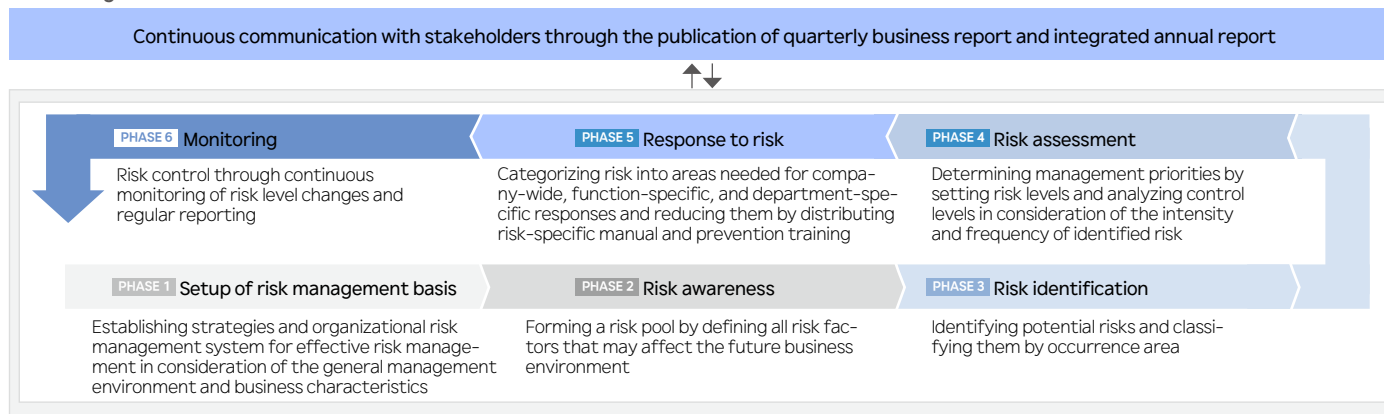 Continuous communication with stakeholders through the publication of quarterly business report and integrated annual report
PHASE 6 Monitoring
Risk control through continuous
monitoring of risk level changes and
regular reporting
PHASE 5 Response to risk
Categorizing risk into areas needed for compa-
ny-wide, function-specific, and department-spe-
cific responses and reducing them by distributing
risk-specific manual and prevention training
PHASE 4 Risk assessment
Determining management priorities by
setting risk levels and analyzing control
levels in consideration of the intensity
and frequency of identified risk
PHASE 1 Setup of risk management basis
Establishing strategies and organizational risk
management system for effective risk manage-
ment in consideration of the general management
environment and business characteristics
PHASE 2 Risk awareness
Forming a risk pool by defining all risk fac-
tors that may affect the future business
environment
PHASE 3 Risk identification
Identifying potential risks and classi-
fying them by occurrence area